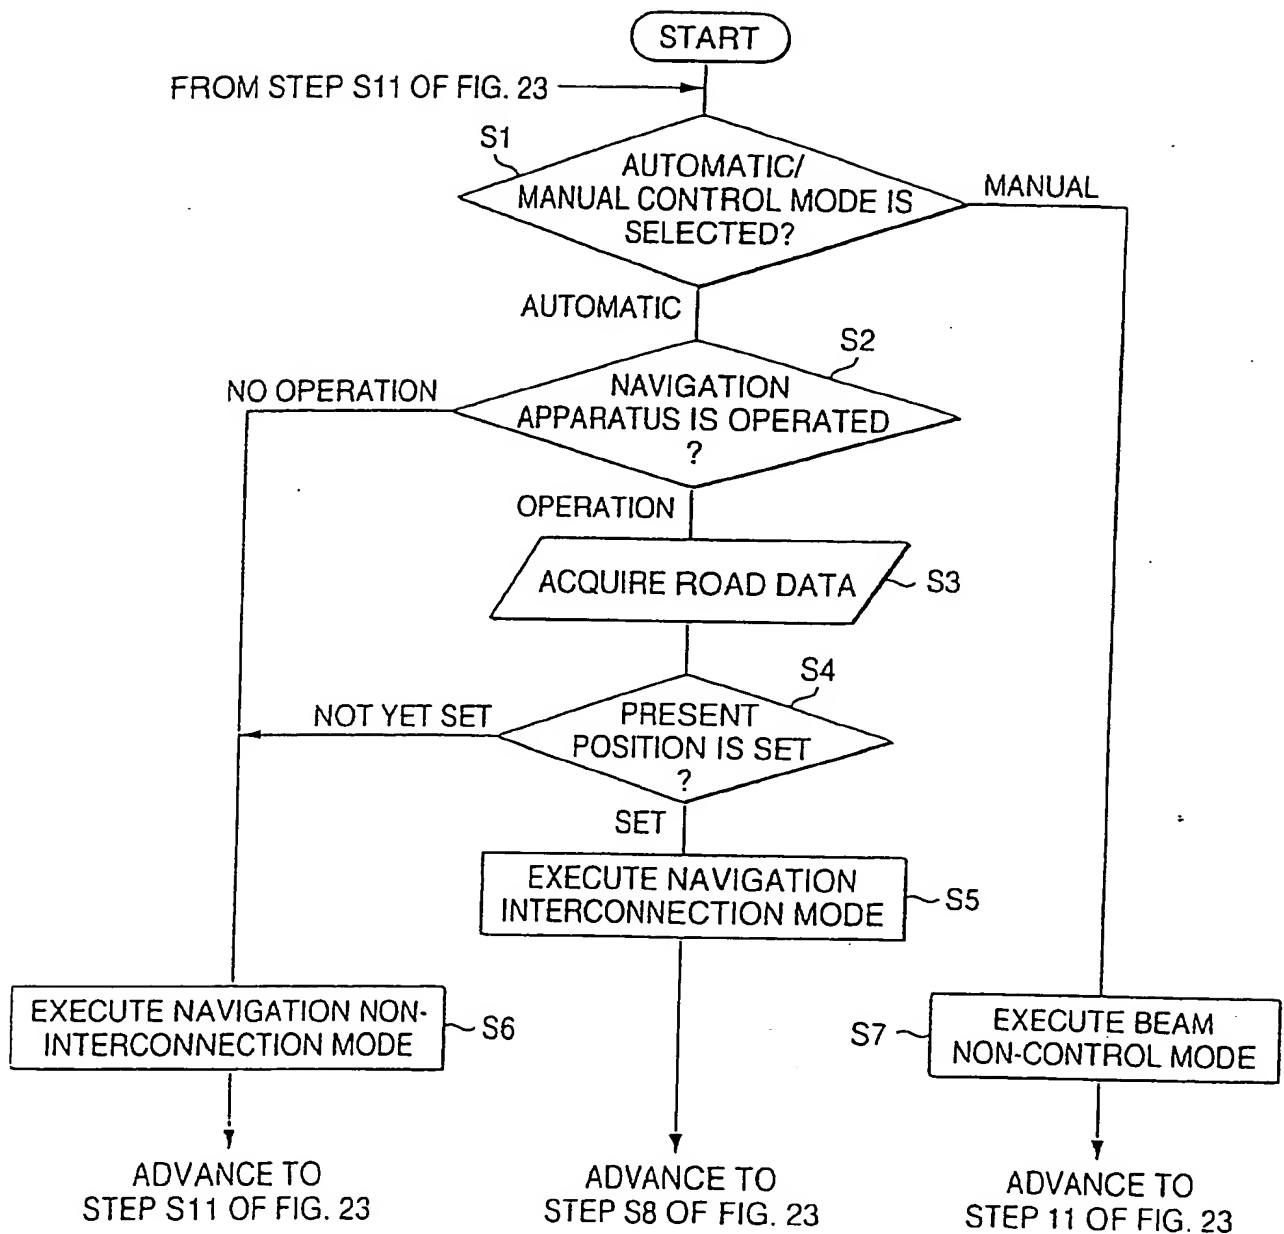 START
FROM STEP S11 OF FIG. 23
S1
AUTOMATIC/
MANUAL CONTROL MODE IS
SELECTED?
MANUAL
AUTOMATIC
S2
NO OPERATION
NAVIGATION
APPARATUS IS OPERATED
?
OPERATION
ACQUIRE ROAD DATA
S3
S4
NOT YET SET
PRESENT
POSITION IS SET
?
SET
EXECUTE NAVIGATION
INTERCONNECTION MODE
S5
EXECUTE NAVIGATION NON-
INTERCONNECTION MODE
S6
S7
EXECUTE BEAM
NON-CONTROL MODE
ADVANCE TO
STEP S11 OF FIG. 23
ADVANCE TO
STEP S8 OF FIG. 23
ADVANCE TO
STEP 11 OF FIG. 23